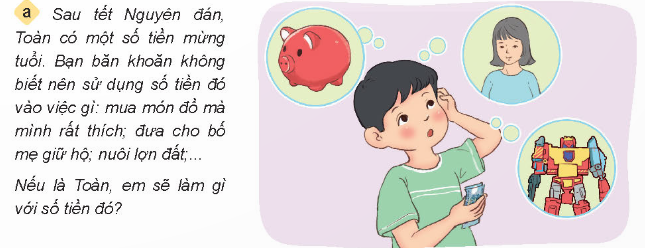 a Sau tết Nguyên đán,
Toàn có một số tiền mừng
tuổi. Bạn băn khoăn không
biết nên sử dụng số tiền đó
vào việc gì: mua món đồ mà
mình rất thích; đưa cho bố
mẹ giữ hộ; nuôi lợn đất;...
Nếu là Toàn, em sẽ làm gì
với số tiền đó?